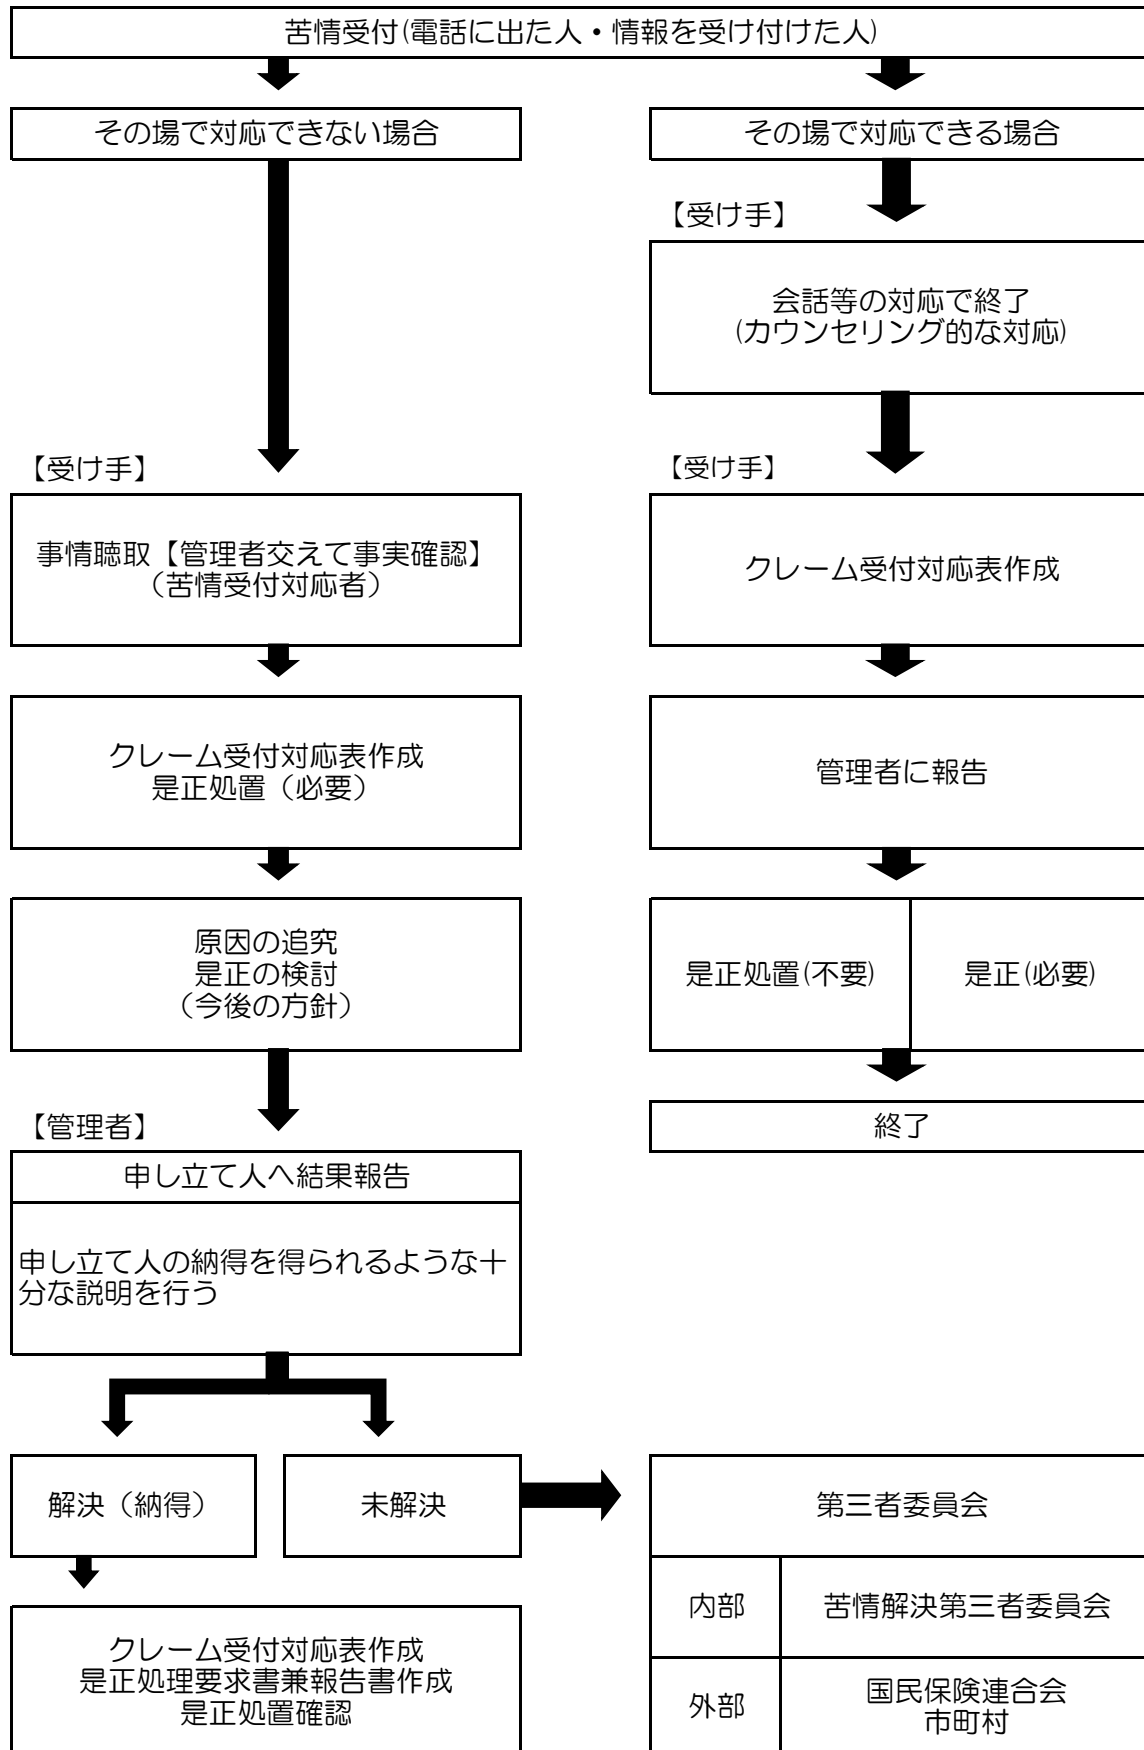 苦情受付(電話に出た人・情報を受け付けた人)
その場で対応できない場合
その場で対応できる場合
【受け手】
会話等の対応で終了
(カウンセリング的な対応)
【受け手】
【受け手】
事情聴取【管理者交えて事実確認】
（苦情受付対応者）
クレーム受付対応表作成
クレーム受付対応表作成
是正処置（必要）
管理者に報告
原因の追究
是正の検討
（今後の方針）
是正処置(不要)
是正(必要)
【管理者】
終了
申し立て人へ結果報告
申し立て人の納得を得られるような十
分な説明を行う
解決（納得）
未解決
第三者委員会
内部
苦情解決第三者委員会
クレーム受付対応表作成
是正処理要求書兼報告書作成
是正処置確認
外部
国民保険連合会
市町村